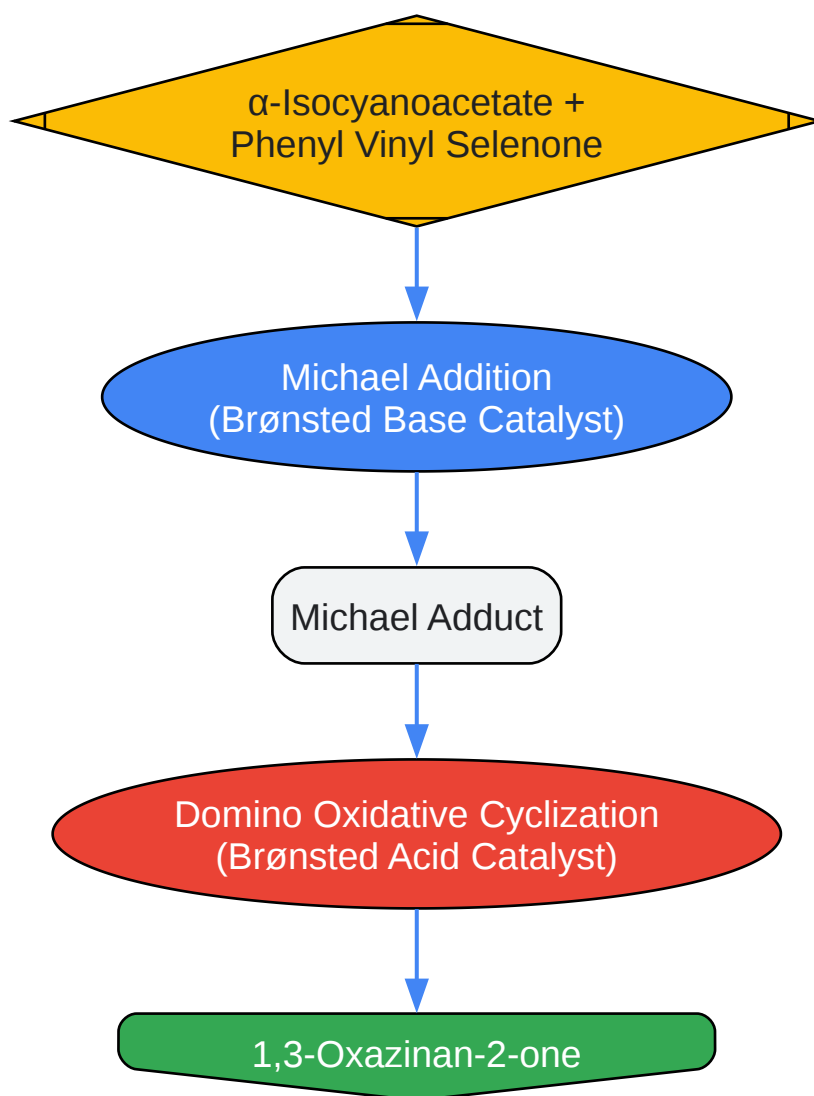 α-Isocyanoacetate +
Phenyl Vinyl Selenone
Michael Addition
(Brønsted Base Catalyst)
Michael Adduct
Domino Oxidative Cyclization
(Brønsted Acid Catalyst)
1,3-Oxazinan-2-one